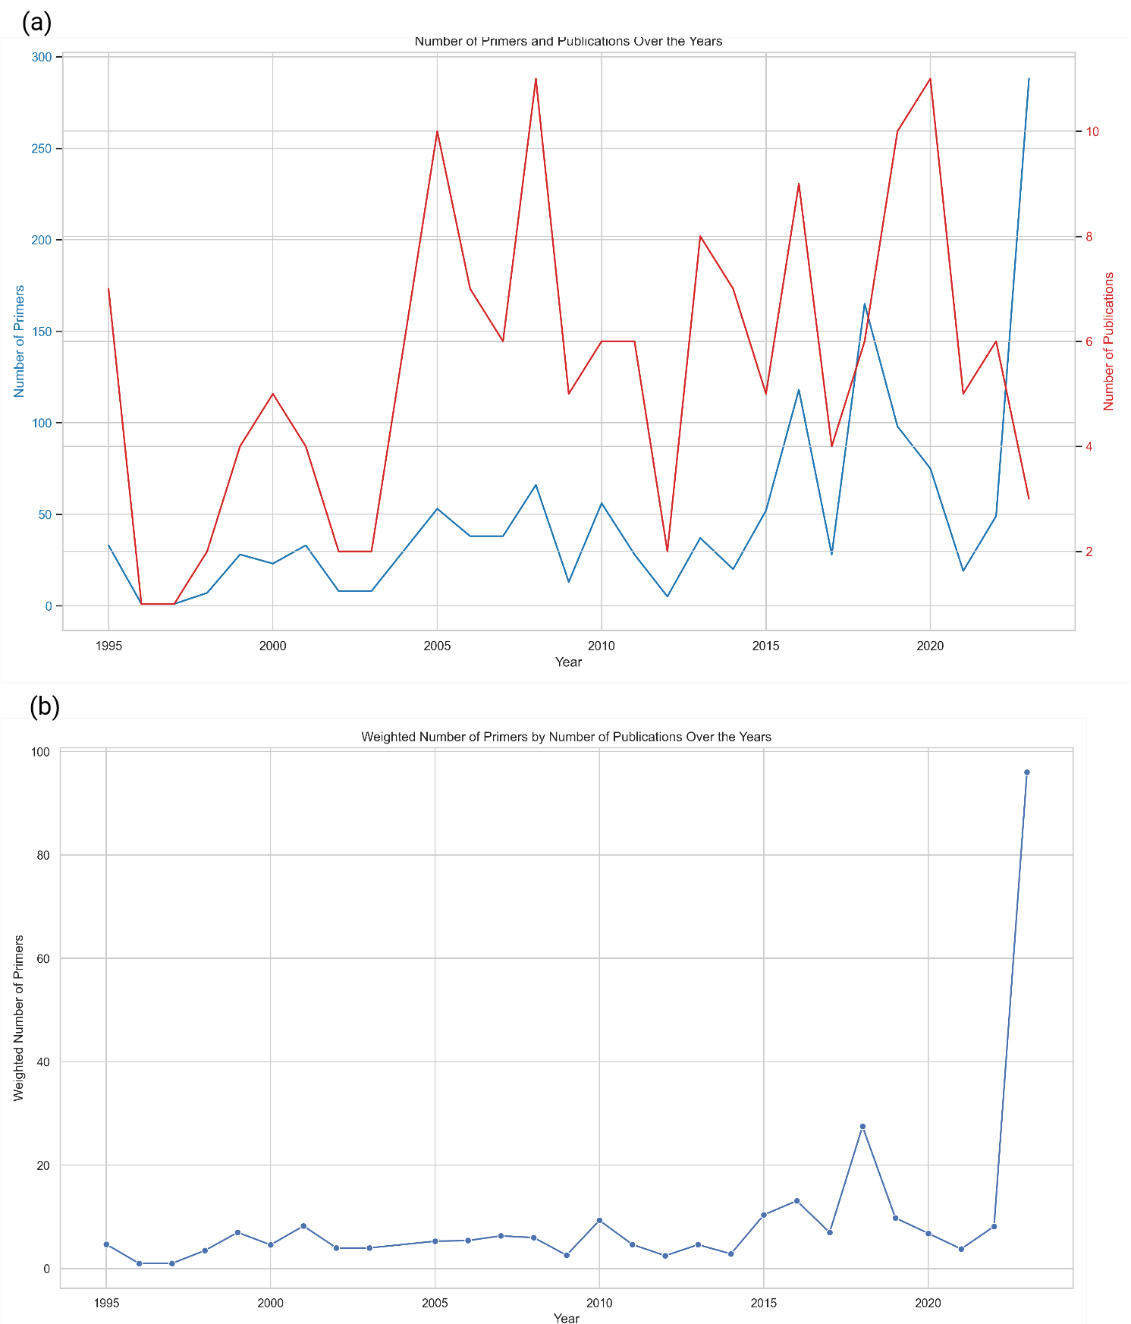 (a)
Number of Primers and Publications Over the Years
300
250
200
150
100
50
0
Number of Primers
10
8
6
4
2
Number of Publications
1995 2000 2005 2010 2015 2020
Year
(b)
Weighted Number of Primers by Number of Publications Over the Years
100
80
60
40
20
0
Weighted Number of Primers
1995 2000 2005 2010 2015 2020
Year